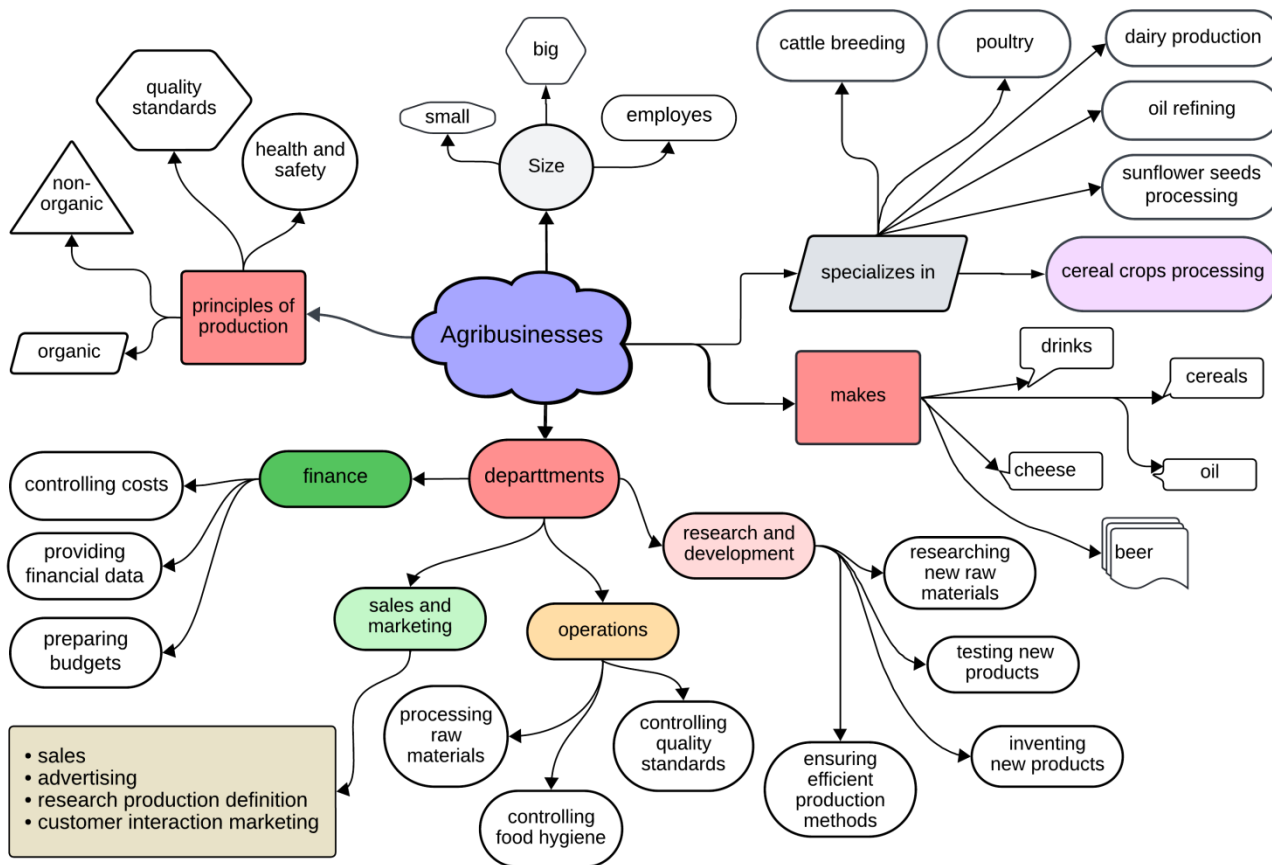 big
cattle breeding
poultry
dairy production
quality
standards
small
employes
oil refining
health and
safety
Size
non-
organic
sunflower seeds
processing
specializes in
cereal crops processing
principles of
production
Agribusinesses
organic
drinks
cereals
makes
cheese
oil
finance
departtments
controlling costs
research and
development
beer
providing
financial data
researching
new raw
materials
sales and
marketing
operations
preparing
budgets
testing new
products
processing
raw
materials
controlling
quality
standards
inventing
new products
ensuring
efficient
production
methods
• sales
• advertising
• research production definition
• customer interaction marketing
controlling
food hygiene